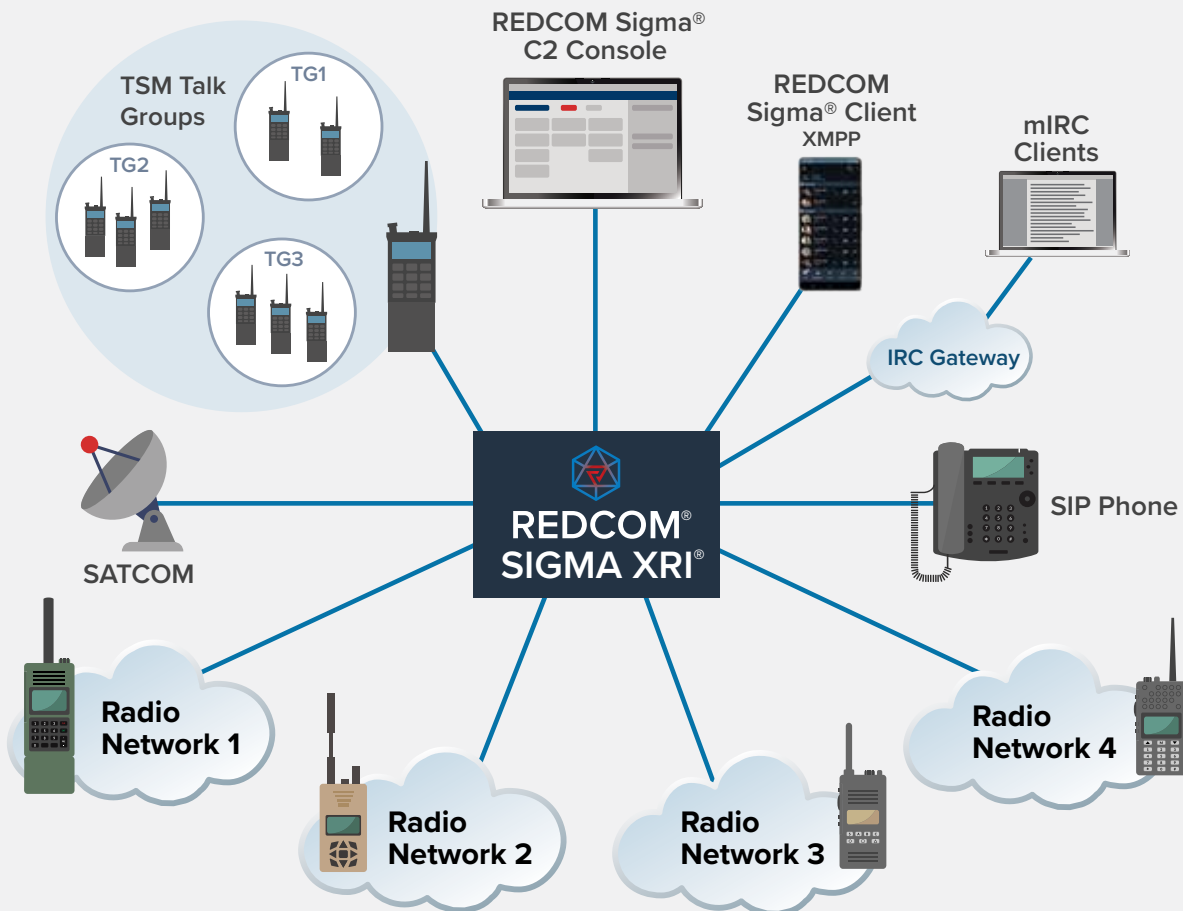 REDCOM Sigma®
C2 Console
TSM Talk
Groups
TG1
TG2
TG3
REDCOM
Sigma® Client
XMPP
mIRC
Clients
IRC Gateway
SATCOM
REDCOM®
SIGMA XRI®
SIP Phone
Radio
Network 1
Radio
Network 2
Radio
Network 3
Radio
Network 4